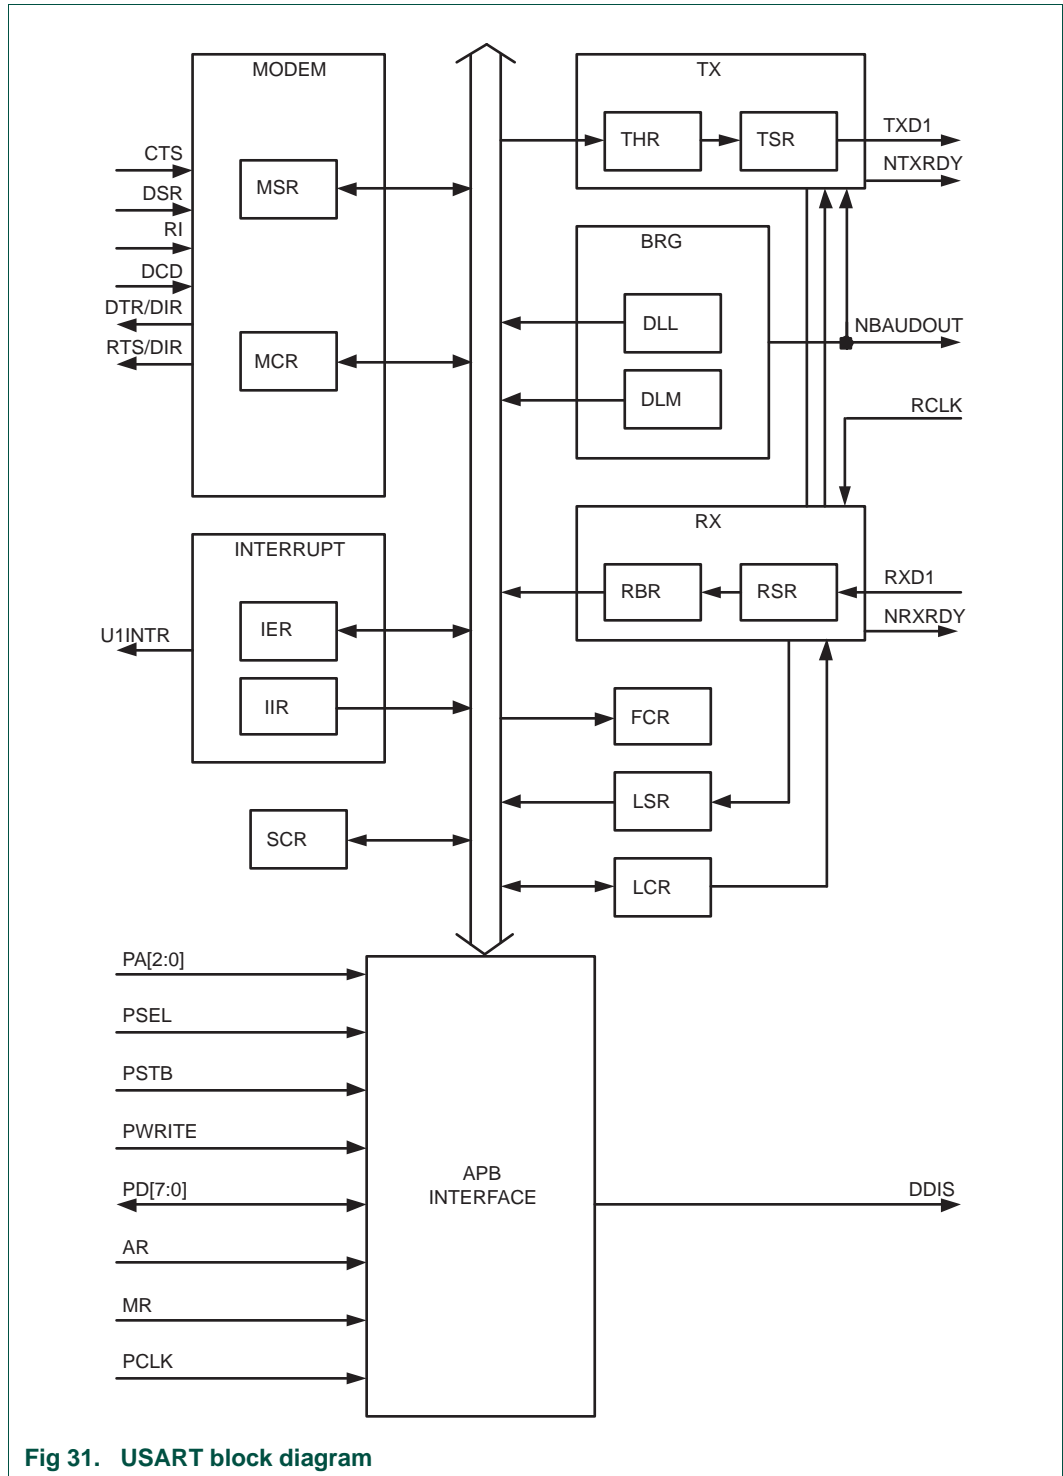 MODEM
TX
THR
TSR
TXD1
NTXRDY
CTS
DSR
RI
DCD
DTR/DIR
RTS/DIR
MSR
MCR
BRG
DLL
DLM
NBAUDOUT
RCLK
INTERRUPT
U1INTR
IER
IIR
RX
RBR
RSR
RXD1
NRXRDY
FCR
LSR
SCR
LCR
PA[2:0]
PSEL
PSTB
PWRITE
PD[7:0]
AR
MR
PCLK
APB
INTERFACE
DDIS
Fig 31. USART block diagram